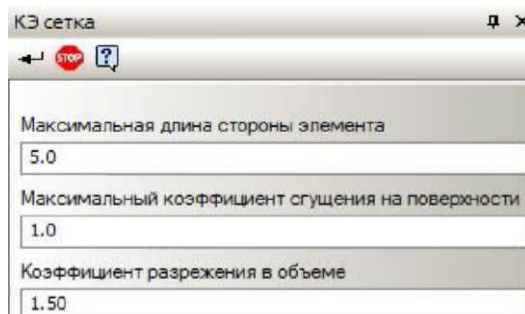 КЭ сетка
STOP ?
Максимальная длина стороны элемента
5.0
Максимальный коэффициент сгущения на поверхности
1.0
Коэффициент разрежения в объеме
1.50